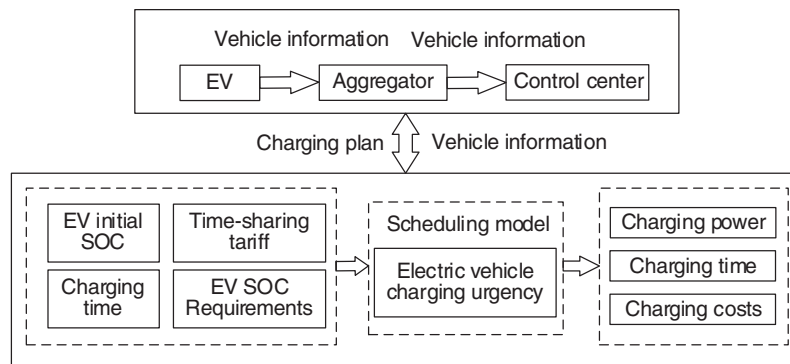 Vehicle information
Vehicle information
EV
Aggregator
Control center
Charging plan
Vehicle information
EV initial
SOC
Time-sharing
tariff
Charging
time
EV SOC
Requirements
Scheduling model
Electric vehicle
charging urgency
Charging power
Charging time
Charging costs